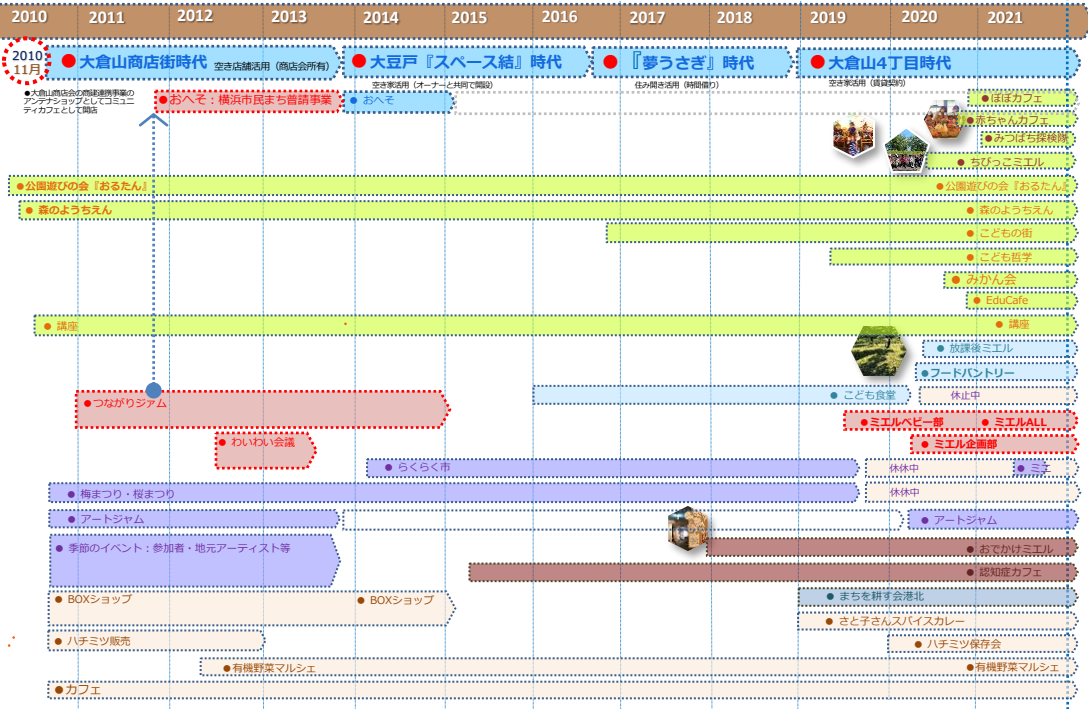 2010 2011 2012 2013 2014 2015 2016 2017 2018 2019 2020 2021
2010
11月
●大倉山商店街時代 空き店舗活用（商店会所有）
●大豆戸『スペース結』時代
●『夢うさぎ』時代
●大倉山4丁目時代
空き家活用（オーナーと共同で開設）
住み開き活用（時間借り）
空き家活用（賃貸契約）
●大倉山商店会の商建連携事業の
アンテナショップとしてコミュニ
ティカフェとして開店
●おへそ：横浜市民まち普請事業
●おへそ
●ぽぽカフェ
●赤ちゃんカフェ
●みつばち探検隊
●ちびっこミエル
●公園遊びの会『おるたん』
●公園遊びの会『おるたん』
●森のようちえん
●森のようちえん
●こどもの街
●こども哲学
●みかん会
●EduCafe
●講座
●講座
●放課後ミエル
●フードパントリー
●こども食堂
休止中
●つながりジアム
●ミエルベビー部
●ミエルALL
●わいわい会議
●ミエル企画部
●らくらく市
休休中
●ミエ
●梅まつり・桜まつり
休休中
●アートジャム
●アートジャム
●季節のイベント：参加者・地元アーティスト等
●おでかけミエル
●認知症カフェ
●BOXショップ
●BOXショップ
●まちを耕す会港北
●さと子さんスパイスカレー
●ハチミツ販売
●ハチミツ保存会
●有機野菜マルシェ
●有機野菜マルシェ
●カフェ